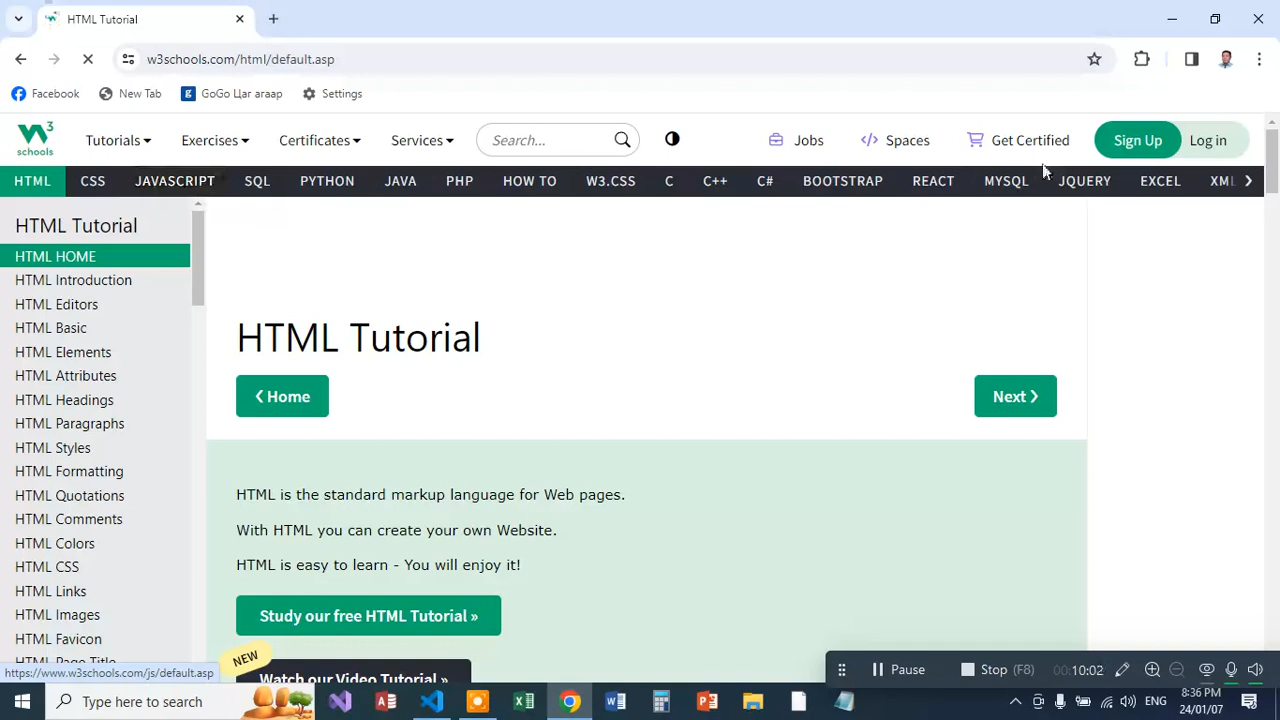 HTML Tutorial
w3schools.com/html/default.asp
Facebook New Tab GoGo Цаг агаар Settings
W3 schools Tutorials Exercises Certificates Services Search... Jobs Spaces Get Certified Sign Up Log in
HTML CSS JAVASCRIPT SQL PYTHON JAVA PHP HOW TO W3.CSS C C++ C# BOOTSTRAP REACT MYSQL JQUERY EXCEL XML
HTML Tutorial
HTML HOME
HTML Introduction
HTML Editors
HTML Basic
HTML Elements
HTML Attributes
HTML Headings
HTML Paragraphs
HTML Styles
HTML Formatting
HTML Quotations
HTML Comments
HTML Colors
HTML CSS
HTML Links
HTML Images
HTML Favicon
HTML Page Title
HTML Tutorial
❮ Home Next ❯
HTML is the standard markup language for Web pages.
With HTML you can create your own Website.
HTML is easy to learn - You will enjoy it!
Study our free HTML Tutorial »
NEW
Watch our Video Tutorial »
https://www.w3schools.com/js/default.asp
Pause Stop (F8) 00:10:02
Type here to search
ENG
8:36 PM
24/01/07